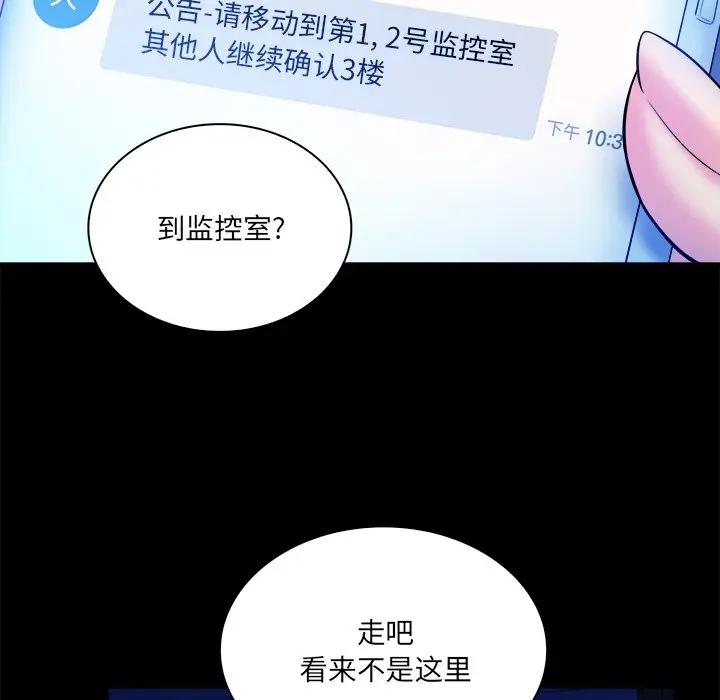 公告-请移动到第1, 2号监控室
其他人继续确认3楼
下午 10:3
到监控室?
走吧
看来不是这里